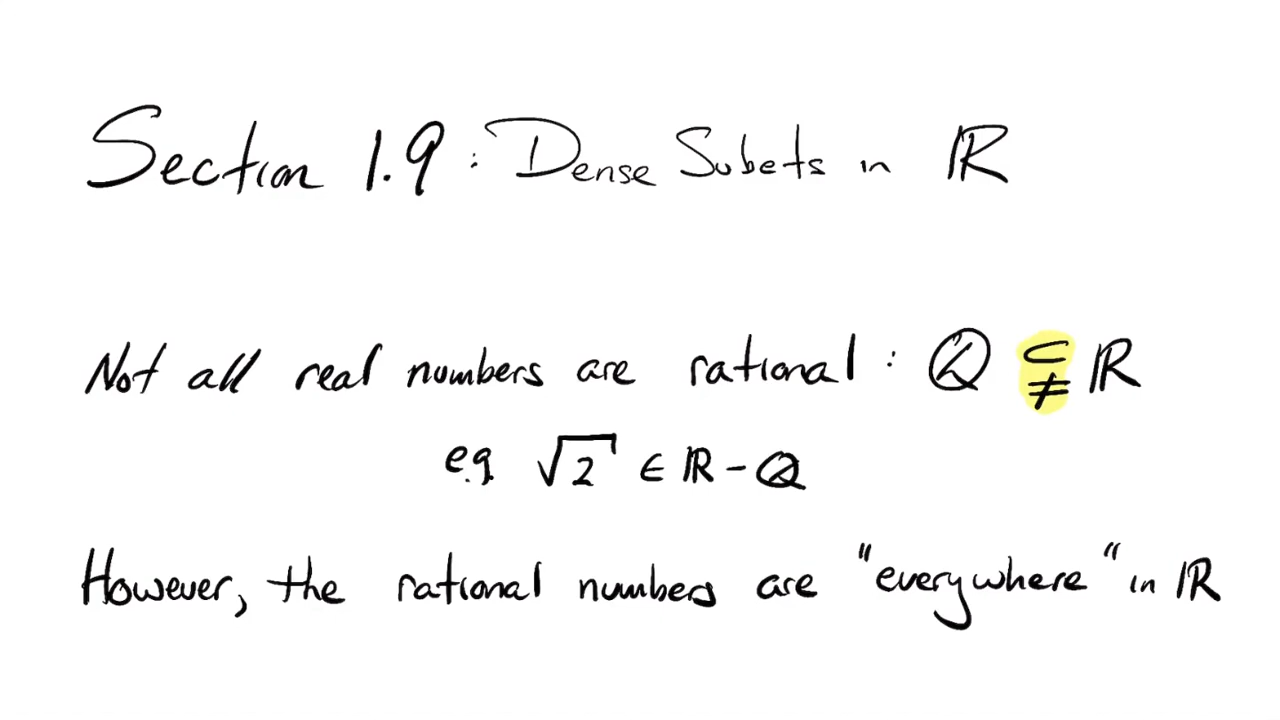 Section 1.9: Dense Subets in ℝ
Not all real numbers are rational: ℚ ⊊ ℝ
e.g. √2 ∈ ℝ - ℚ
However, the rational numbers are "everywhere" in ℝ